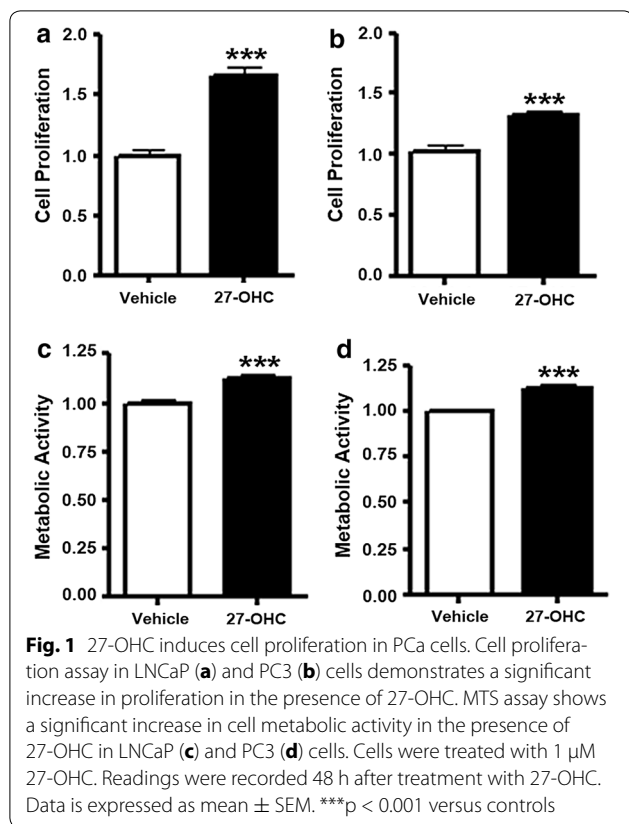 a
2.0
1.5
1.0
0.5
0.0
Cell Proliferation
***
Vehicle 27-OHC
b
2.0
1.5
1.0
0.5
0.0
Cell Proliferation
***
Vehicle 27-OHC
c
1.25
1.00
0.75
0.50
0.25
0.00
Metabolic Activity
***
Vehicle 27-OHC
d
1.25
1.00
0.75
0.50
0.25
0.00
Metabolic Activity
***
Vehicle 27-OHC
Fig. 1 27-OHC induces cell proliferation in PCa cells. Cell prolifera-
tion assay in LNCaP (a) and PC3 (b) cells demonstrates a significant
increase in proliferation in the presence of 27-OHC. MTS assay shows
a significant increase in cell metabolic activity in the presence of
27-OHC in LNCaP (c) and PC3 (d) cells. Cells were treated with 1 μM
27-OHC. Readings were recorded 48 h after treatment with 27-OHC.
Data is expressed as mean ± SEM. ***p < 0.001 versus controls